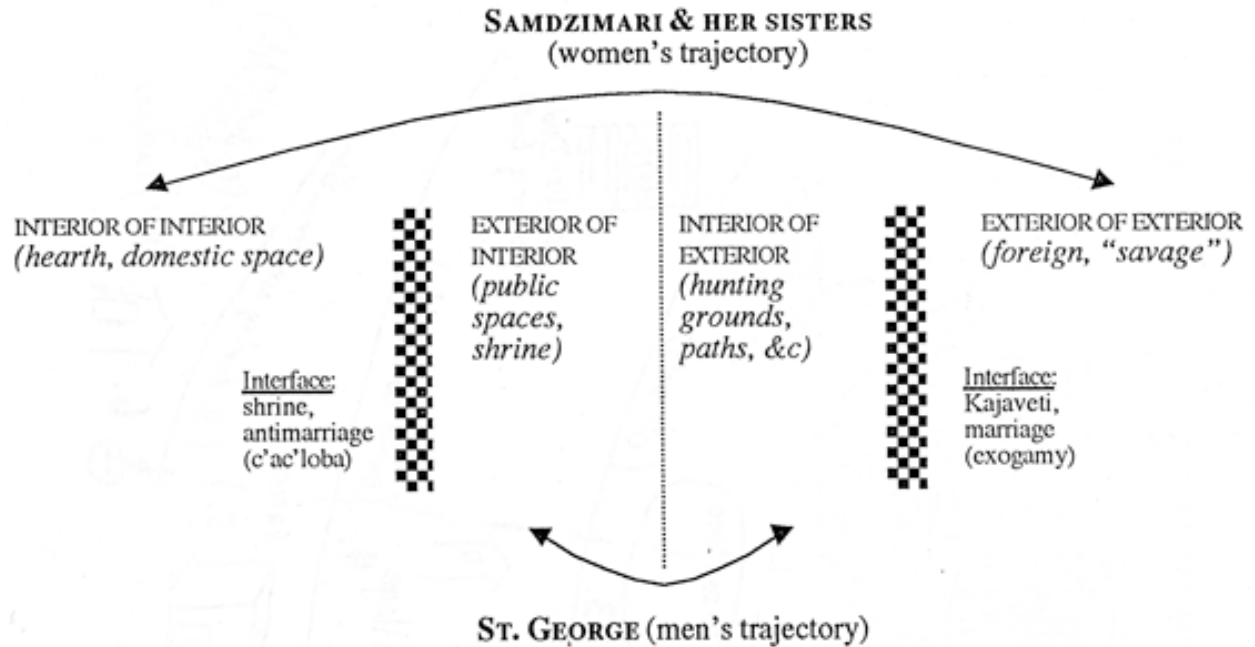 SAMDZIMARI & HER SISTERS
(women's trajectory)
INTERIOR OF INTERIOR
(hearth, domestic space)
EXTERIOR OF
INTERIOR
(public
spaces,
shrine)
INTERIOR OF
EXTERIOR
(hunting
grounds,
paths, &c)
EXTERIOR OF EXTERIOR
(foreign, "savage")
Interface:
shrine,
antimarriage
(c'ac'loba)
Interface:
Kajaveti,
marriage
(exogamy)
ST. GEORGE (men's trajectory)